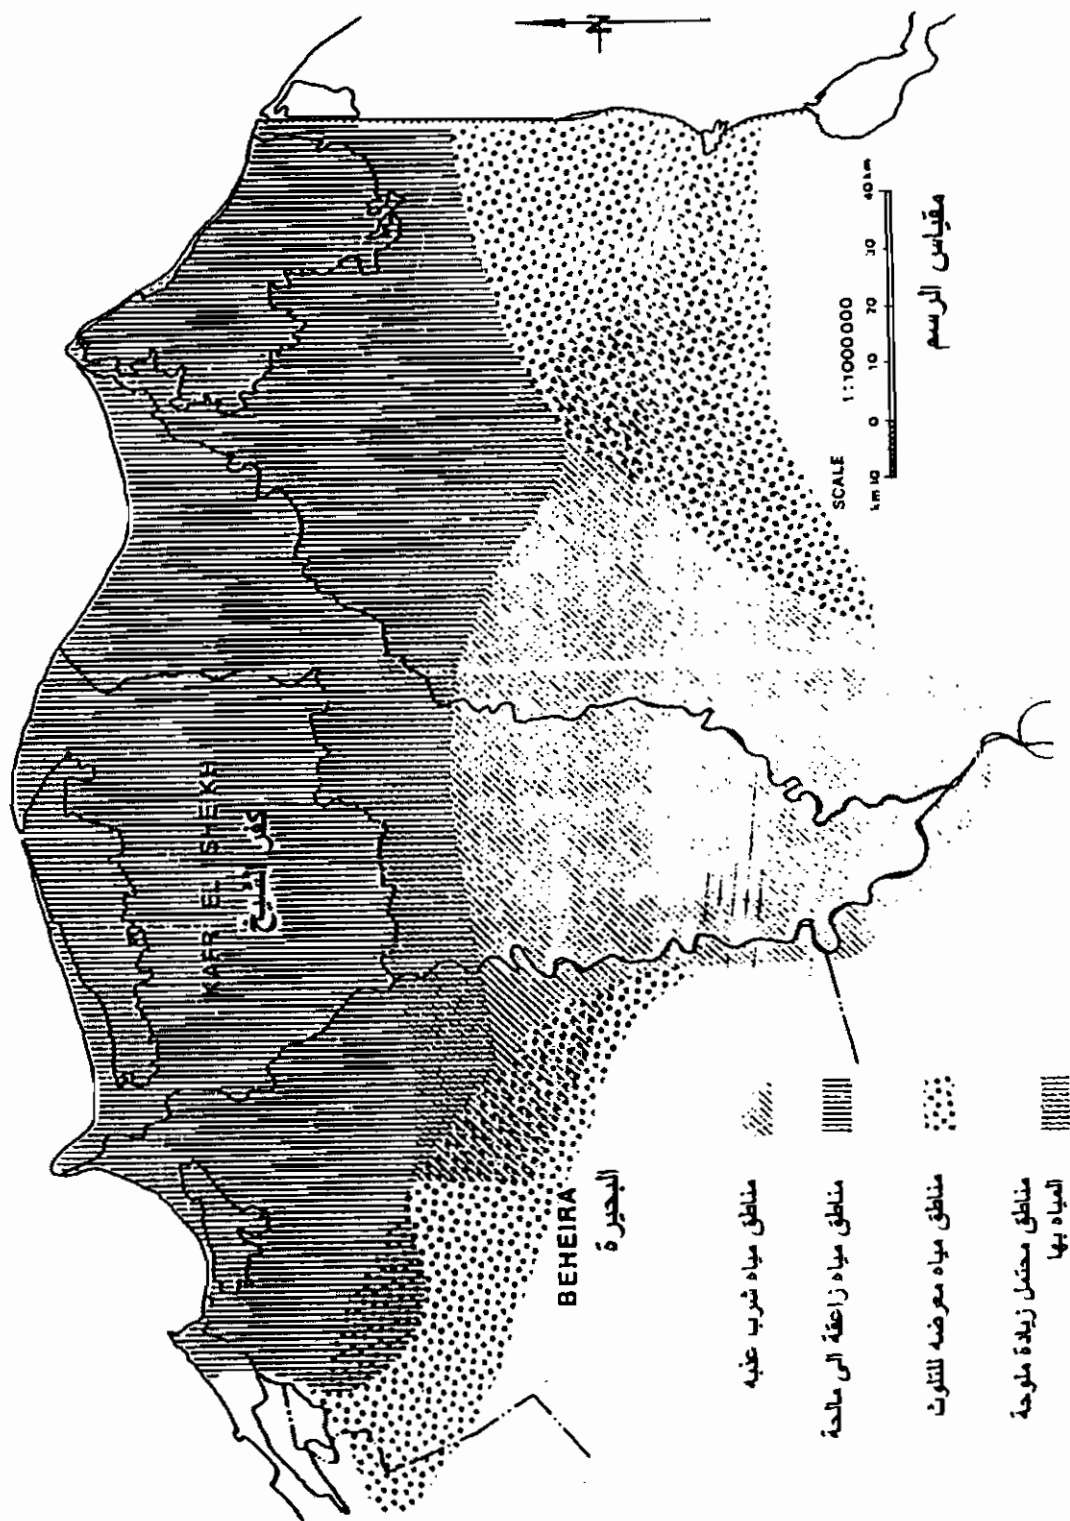 N
KAFR EL SHEIKH
كفر الشيخ
BEHEIRA
البحيرة
SCALE 1:1000000
km 10 0 10 20 30 40 km
مقياس الرسم
مناطق مياه شرب عذبه
مناطق مياه زاعقة الى مالحة
مناطق مياه معرضه للتلوث
مناطق محتمل زيادة ملوحة
المياه بها